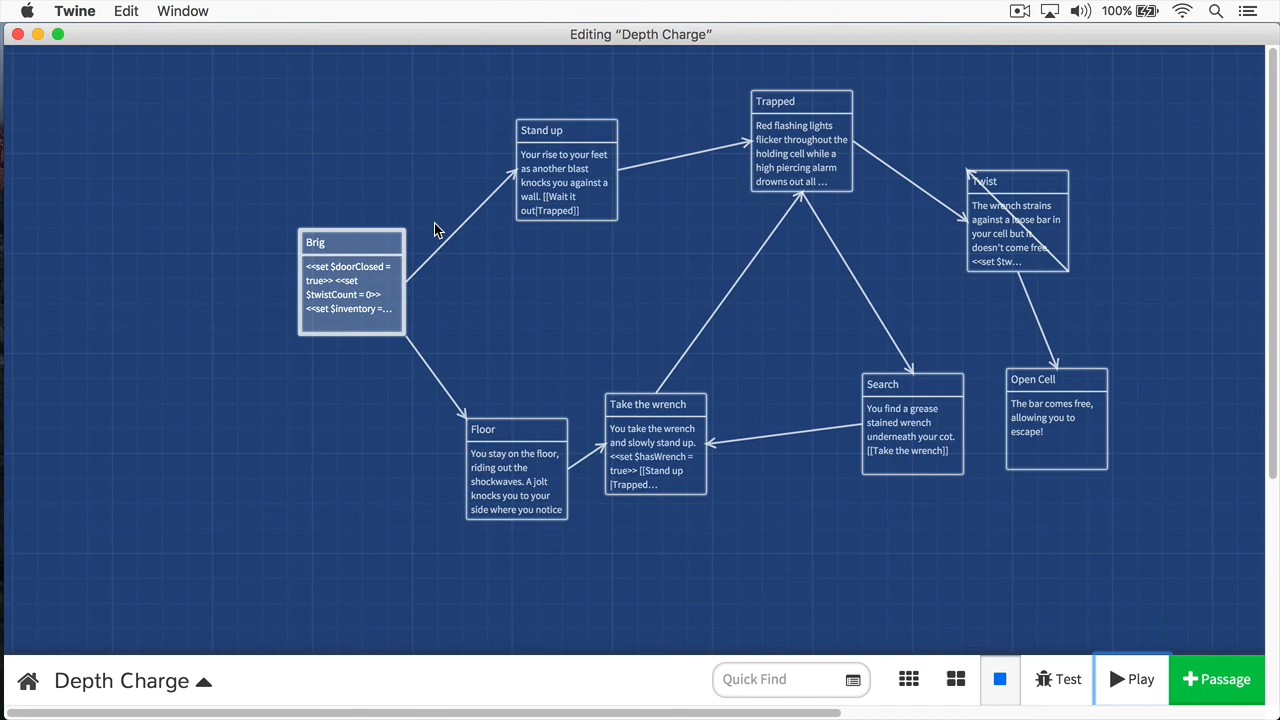 Twine Edit Window 100%
Editing “Depth Charge”
Trapped
Red flashing lights
flicker throughout the
holding cell while a
high piercing alarm
drowns out all ...
Stand up
Your rise to your feet
as another blast
knocks you against a
wall. [[Wait it
out|Trapped]]
Twist
The wrench strains
against a loose bar in
your cell but it
doesn't come free.
<<set $tw...
Brig
<<set $doorClosed =
true>> <<set
$twistCount = 0>>
<<set $inventory =...
Open Cell
The bar comes free,
allowing you to
escape!
Search
You find a grease
stained wrench
underneath your cot.
[[Take the wrench]]
Take the wrench
You take the wrench
and slowly stand up.
<<set $hasWrench =
true>> [[Stand up
|Trapped...
Floor
You stay on the floor,
riding out the
shockwaves. A jolt
knocks you to your
side where you notice
Depth Charge
Quick Find
Test
Play
+Passage